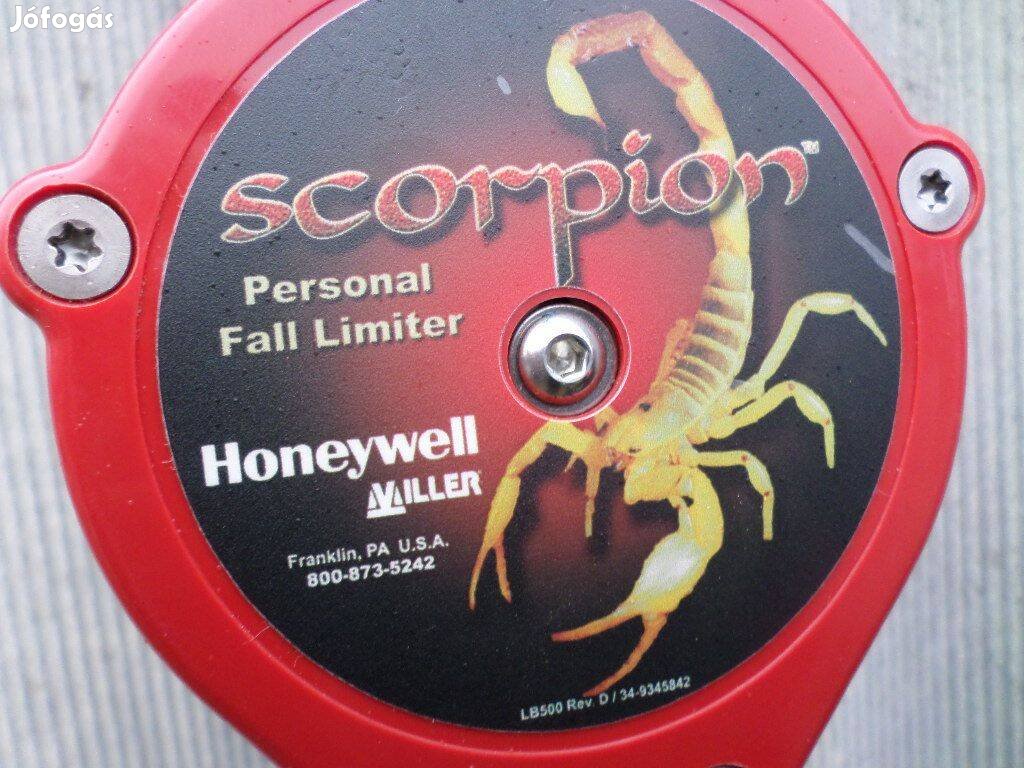 Jófogás
scorpion™
Personal
Fall Limiter
Honeywell
MILLER
Franklin, PA U.S.A.
800-873-5242
LB500 Rev. D / 34-9345842